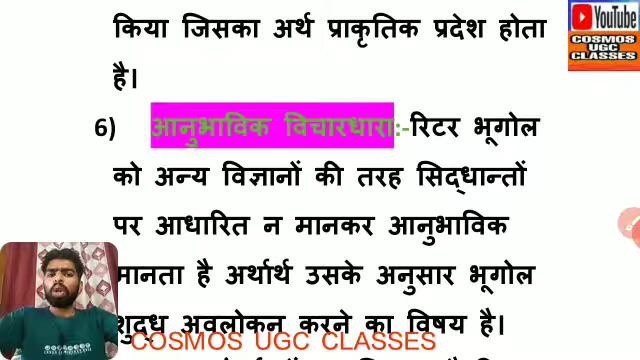 किया जिसका अर्थ प्राकृतिक प्रदेश होता
है।
6) आनुभाविक विचारधारा:-रिटर भूगोल
को अन्य विज्ञानों की तरह सिद्धान्तों
पर आधारित न मानकर आनुभाविक
मानता है अर्थार्थ उसके अनुसार भूगोल
शुद्ध अवलोकन करने का विषय है।
YouTube
COSMOS
UGC
CLASSES
COSMOS UGC CLASSES